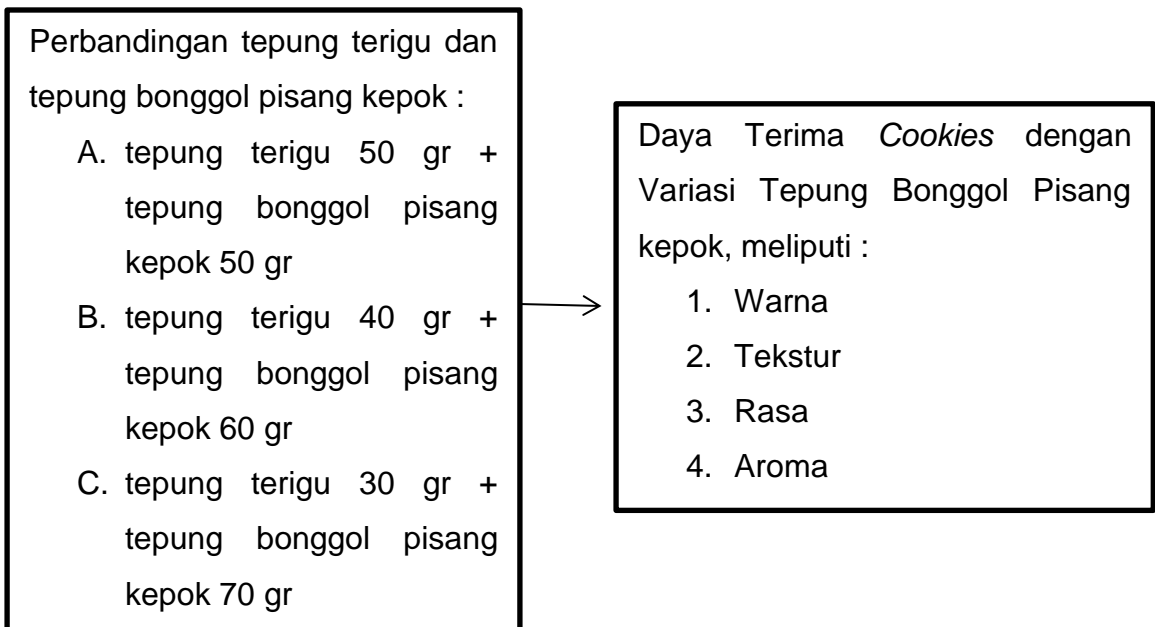 Perbandingan tepung terigu dan
tepung bonggol pisang kepok :
A. tepung terigu 50 gr +
tepung bonggol pisang
kepok 50 gr
B. tepung terigu 40 gr +
tepung bonggol pisang
kepok 60 gr
C. tepung terigu 30 gr +
tepung bonggol pisang
kepok 70 gr
Daya Terima Cookies dengan
Variasi Tepung Bonggol Pisang
kepok, meliputi :
1. Warna
2. Tekstur
3. Rasa
4. Aroma